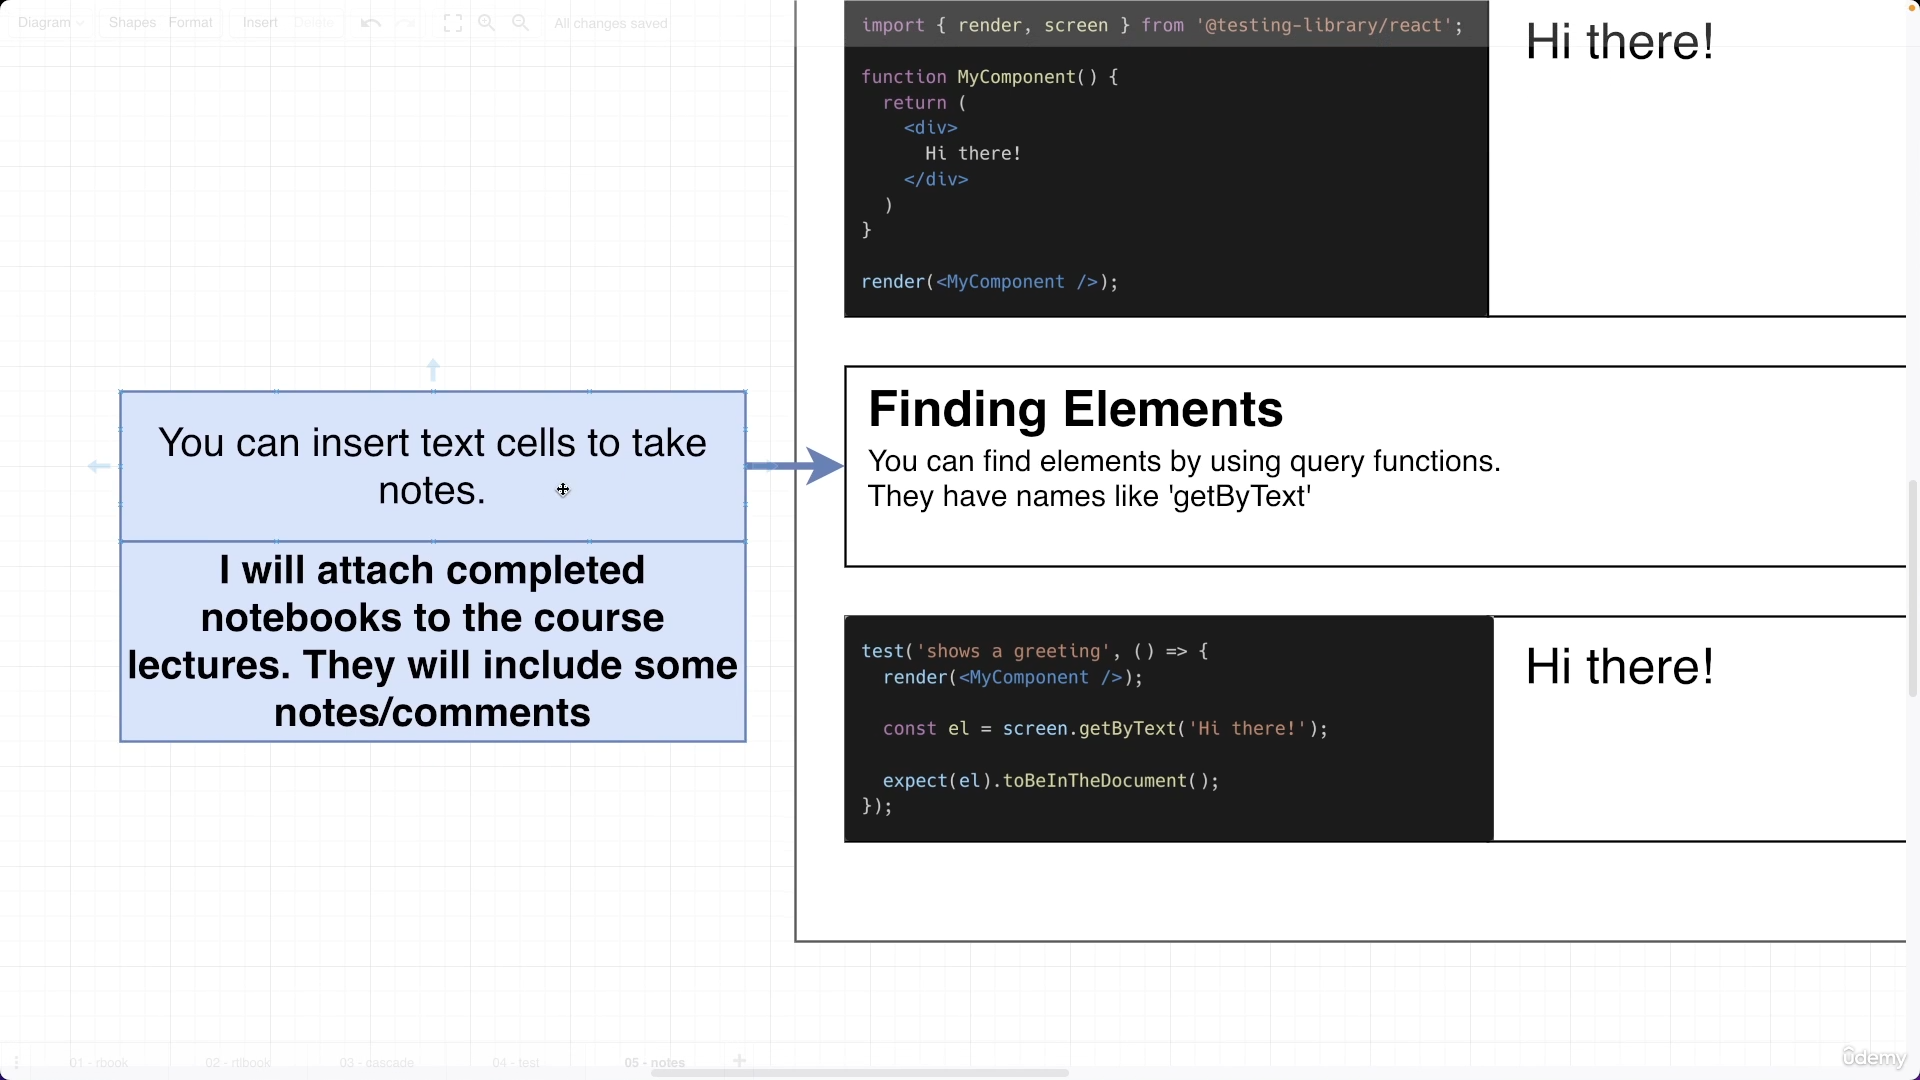 Diagram Shapes Format Insert Delete All changes saved
import { render, screen } from '@testing-library/react';
function MyComponent() {
return (
<div>
Hi there!
</div>
)
}
render(<MyComponent />);
Hi there!
You can insert text cells to take
notes.
I will attach completed
notebooks to the course
lectures. They will include some
notes/comments
Finding Elements
You can find elements by using query functions.
They have names like 'getByText'
test('shows a greeting', () => {
render(<MyComponent />);
const el = screen.getByText('Hi there!');
expect(el).toBeInTheDocument();
});
Hi there!
01 - rbook 02 - rtlbook 03 - cascade 04 - test 05 - notes
ûdemy